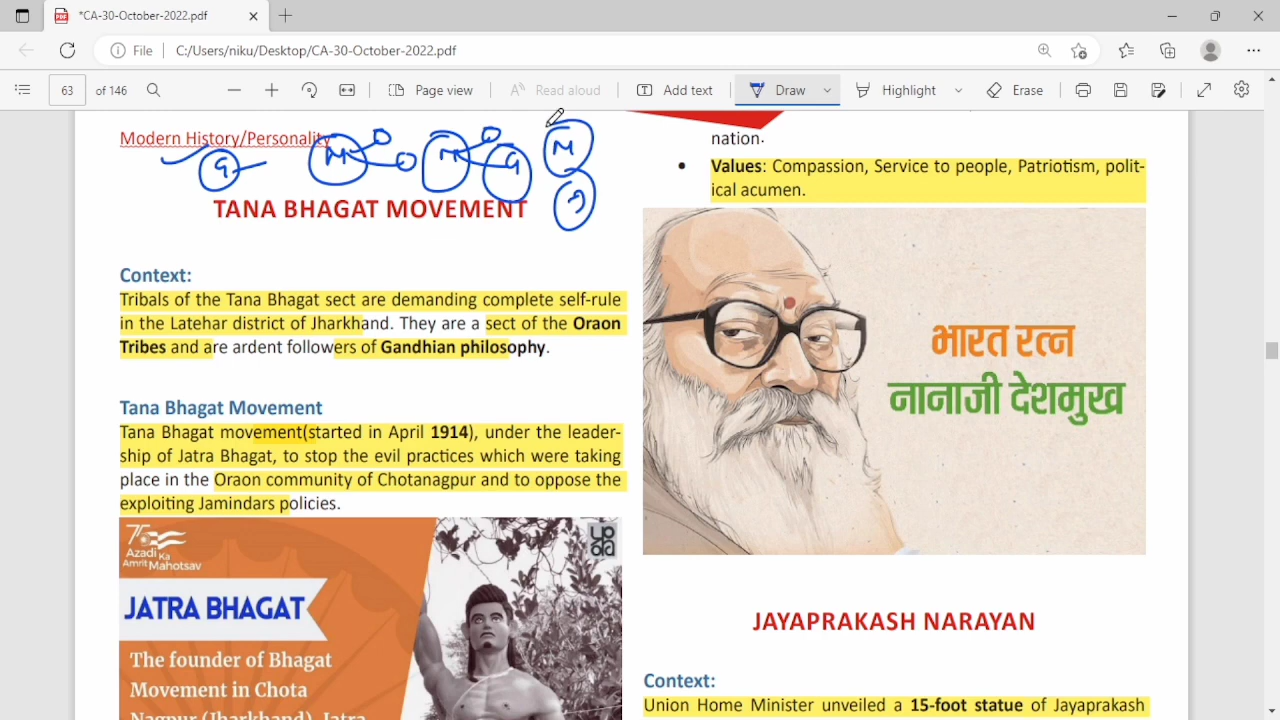 *CA-30-October-2022.pdf
File
C:/Users/niku/Desktop/CA-30-October-2022.pdf
63 of 146
Page view
Read aloud
Add text
Draw
Highlight
Erase
Modern History/Personality
TANA BHAGAT MOVEMENT
Context:
Tribals of the Tana Bhagat sect are demanding complete self-rule
in the Latehar district of Jharkhand. They are a sect of the Oraon
Tribes and are ardent followers of Gandhian philosophy.
Tana Bhagat Movement
Tana Bhagat movement(started in April 1914), under the leader-
ship of Jatra Bhagat, to stop the evil practices which were taking
place in the Oraon community of Chotanagpur and to oppose the
exploiting Jamindars policies.
75
Azadi Ka
Amrit Mahotsav
JATRA BHAGAT
The founder of Bhagat
Movement in Chota
Nagpur (Jharkhand), Jatra
nation.
• Values: Compassion, Service to people, Patriotism, polit-
ical acumen.
भारत रत्न
नानाजी देशमुख
JAYAPRAKASH NARAYAN
Context:
Union Home Minister unveiled a 15-foot statue of Jayaprakash